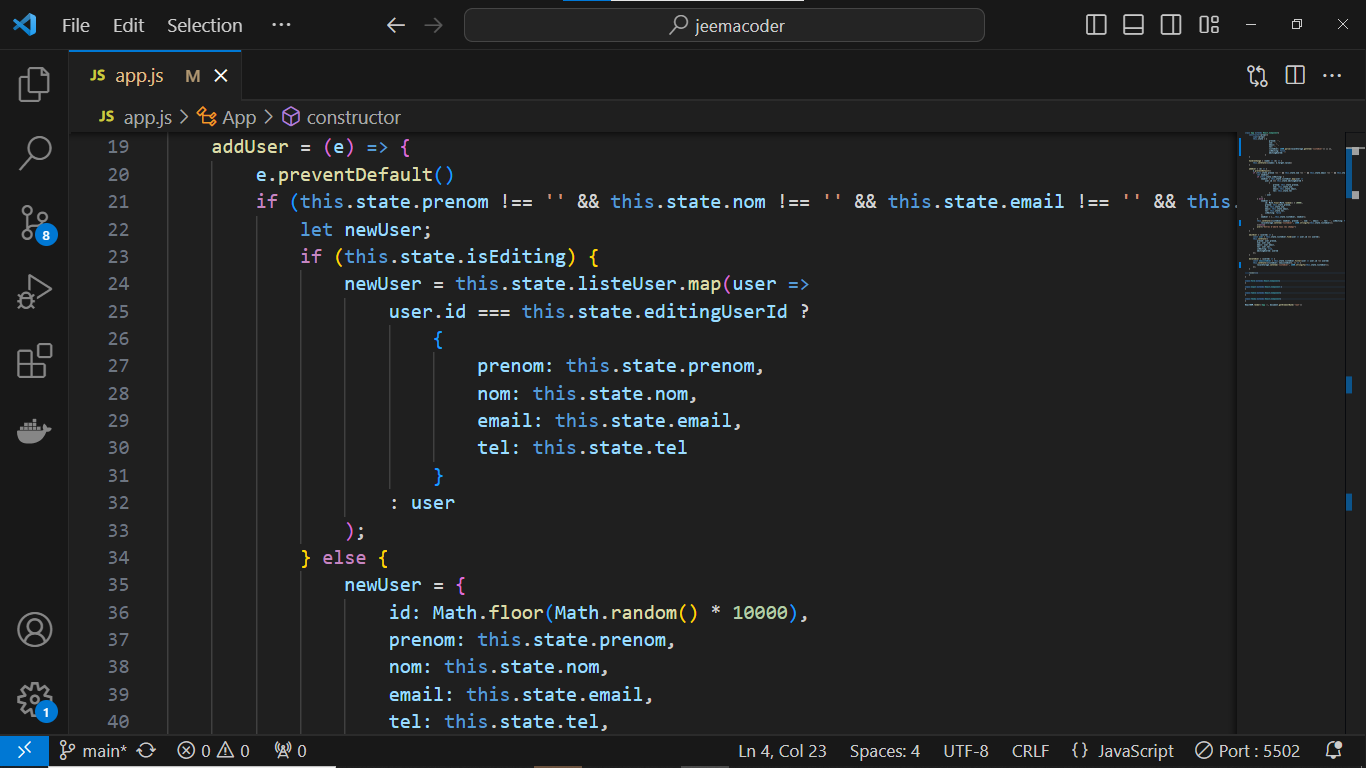 File Edit Selection ···
jeemacoder
JS app.js M
JS app.js > App > constructor
19 addUser = (e) => {
20 e.preventDefault()
21 if (this.state.prenom !== '' && this.state.nom !== '' && this.state.email !== '' && this.
22 let newUser;
23 if (this.state.isEditing) {
24 newUser = this.state.listeUser.map(user =>
25 user.id === this.state.editingUserId ?
26 {
27 prenom: this.state.prenom,
28 nom: this.state.nom,
29 email: this.state.email,
30 tel: this.state.tel
31 }
32 : user
33 );
34 } else {
35 newUser = {
36 id: Math.floor(Math.random() * 10000),
37 prenom: this.state.prenom,
38 nom: this.state.nom,
39 email: this.state.email,
40 tel: this.state.tel,
8
1
main* 0 0 0 Ln 4, Col 23 Spaces: 4 UTF-8 CRLF {} JavaScript Port : 5502